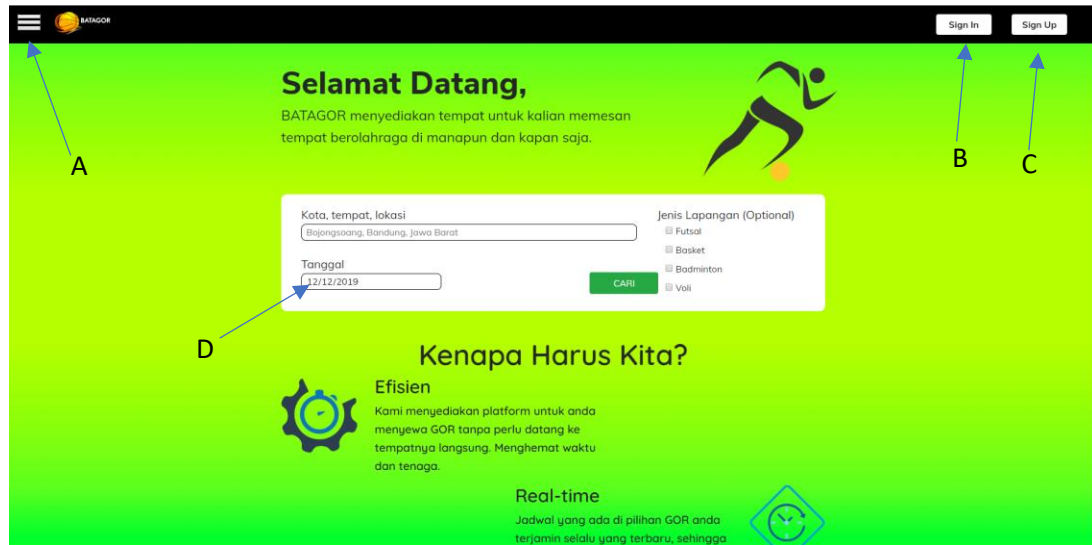 BATAGOR
Sign In
Sign Up
Selamat Datang,
BATAGOR menyediakan tempat untuk kalian memesan
tempat berolahraga di manapun dan kapan saja.
A
B
C
Kota, tempat, lokasi
Bojongsoang, Bandung, Jawa Barat
Tanggal
12/12/2019
CARI
Jenis Lapangan (Optional)
Futsal
Basket
Badminton
Voli
D
Kenapa Harus Kita?
Efisien
Kami menyediakan platform untuk anda
menyewa GOR tanpa perlu datang ke
tempatnya langsung. Menghemat waktu
dan tenaga.
Real-time
Jadwal yang ada di pilihan GOR anda
terjamin selalu yang terbaru, sehingga